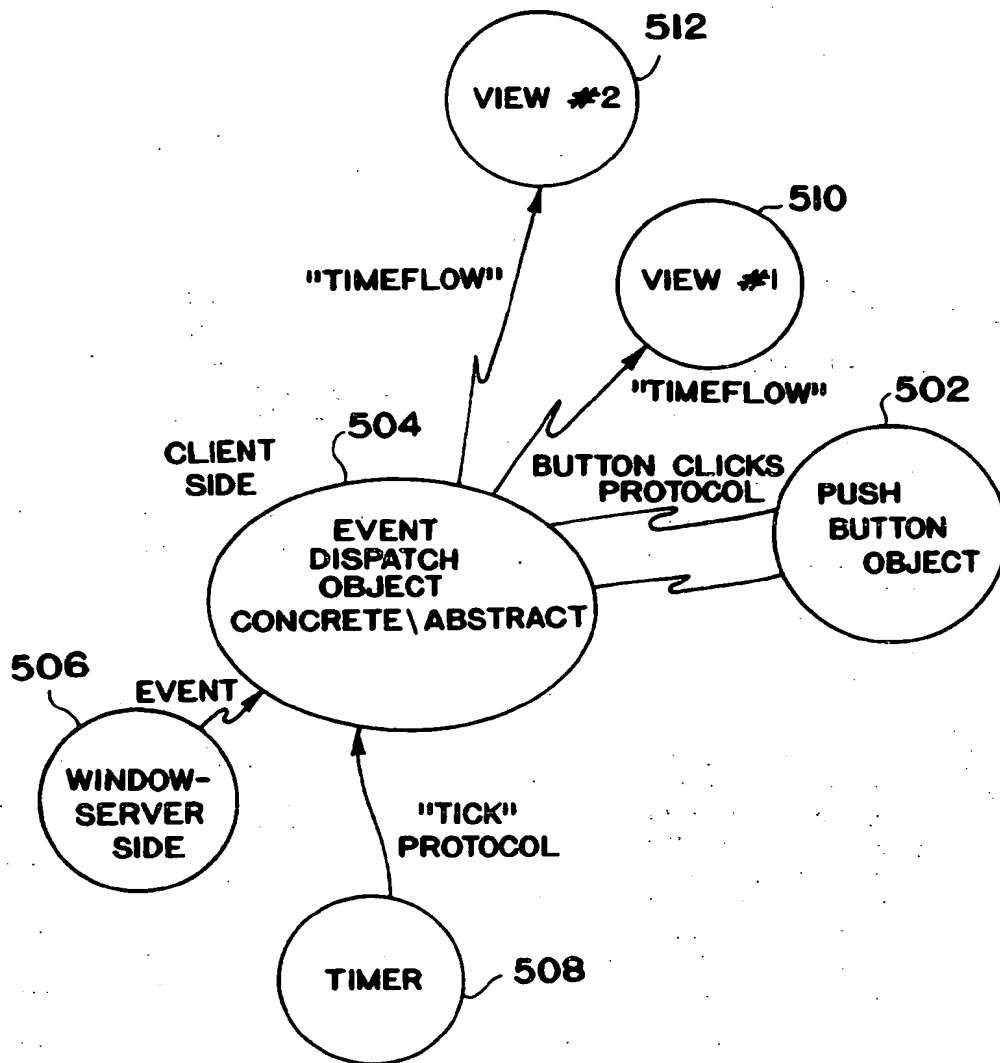 512
VIEW #2
510
VIEW #1
"TIMEFLOW"
"TIMEFLOW"
502
504
CLIENT
SIDE
BUTTON CLICKS
PROTOCOL
PUSH
BUTTON
OBJECT
EVENT
DISPATCH
OBJECT
CONCRETE\ABSTRACT
506
EVENT
WINDOW-
SERVER
SIDE
"TICK"
PROTOCOL
TIMER
508